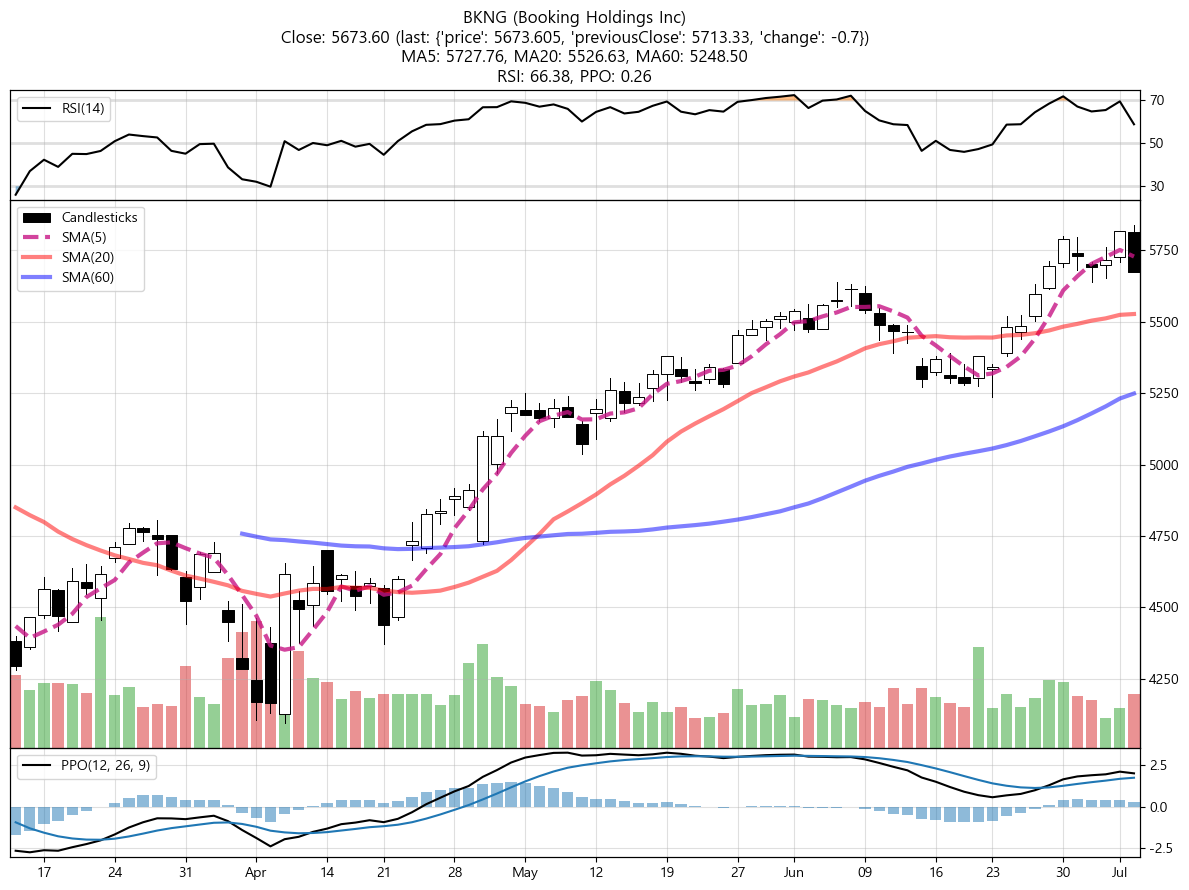 BKNG (Booking Holdings Inc)
Close: 5673.60 (last: {'price': 5673.605, 'previousClose': 5713.33, 'change': -0.7})
MA5: 5727.76, MA20: 5526.63, MA60: 5248.50
RSI: 66.38, PPO: 0.26
RSI(14)
70
50
30
Candlesticks
SMA(5)
SMA(20)
SMA(60)
5750
5500
5250
5000
4750
4500
4250
PPO(12, 26, 9)
2.5
0.0
-2.5
17 24 31 Apr 14 21 28 May 12 19 27 Jun 09 16 23 30 Jul